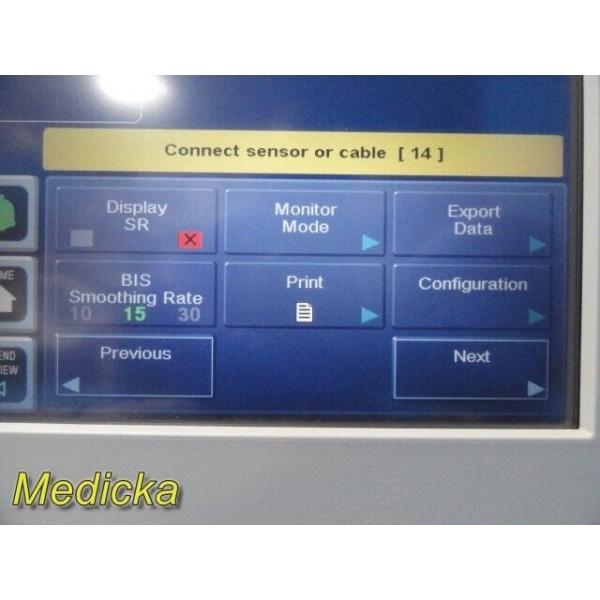 Connect sensor or cable [ 14 ]
Display
SR
Monitor
Mode
Export
Data
BIS
Smoothing Rate
10 15 30
Print
Configuration
Previous
Next
Medicka